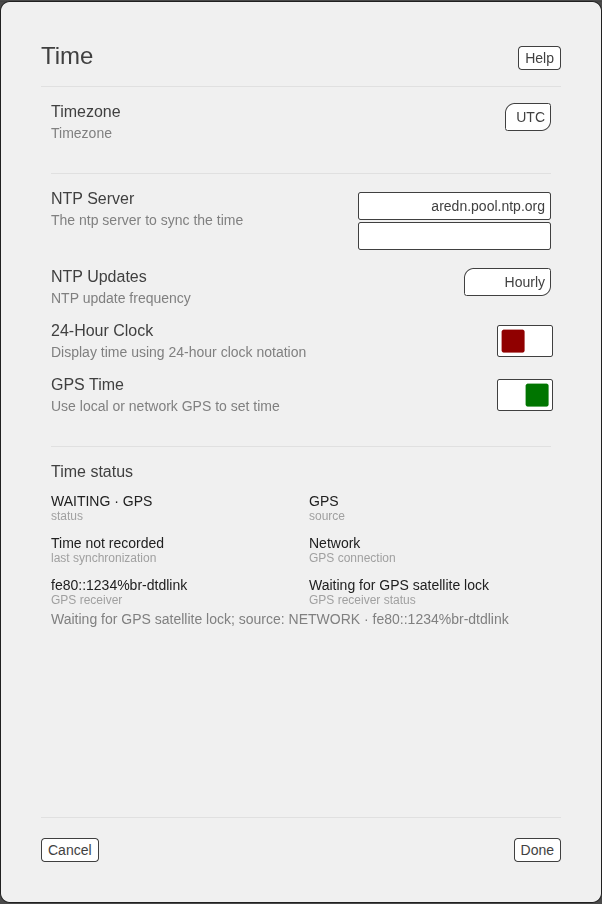 Time
Help
Timezone
UTC
Timezone
NTP Server
aredn.pool.ntp.org
The ntp server to sync the time
NTP Updates
Hourly
NTP update frequency
24-Hour Clock
Display time using 24-hour clock notation
GPS Time
Use local or network GPS to set time
Time status
WAITING · GPS
status
GPS
source
Time not recorded
last synchronization
Network
GPS connection
fe80::1234%br-dtdlink
GPS receiver
Waiting for GPS satellite lock
GPS receiver status
Waiting for GPS satellite lock; source: NETWORK · fe80::1234%br-dtdlink
Cancel
Done